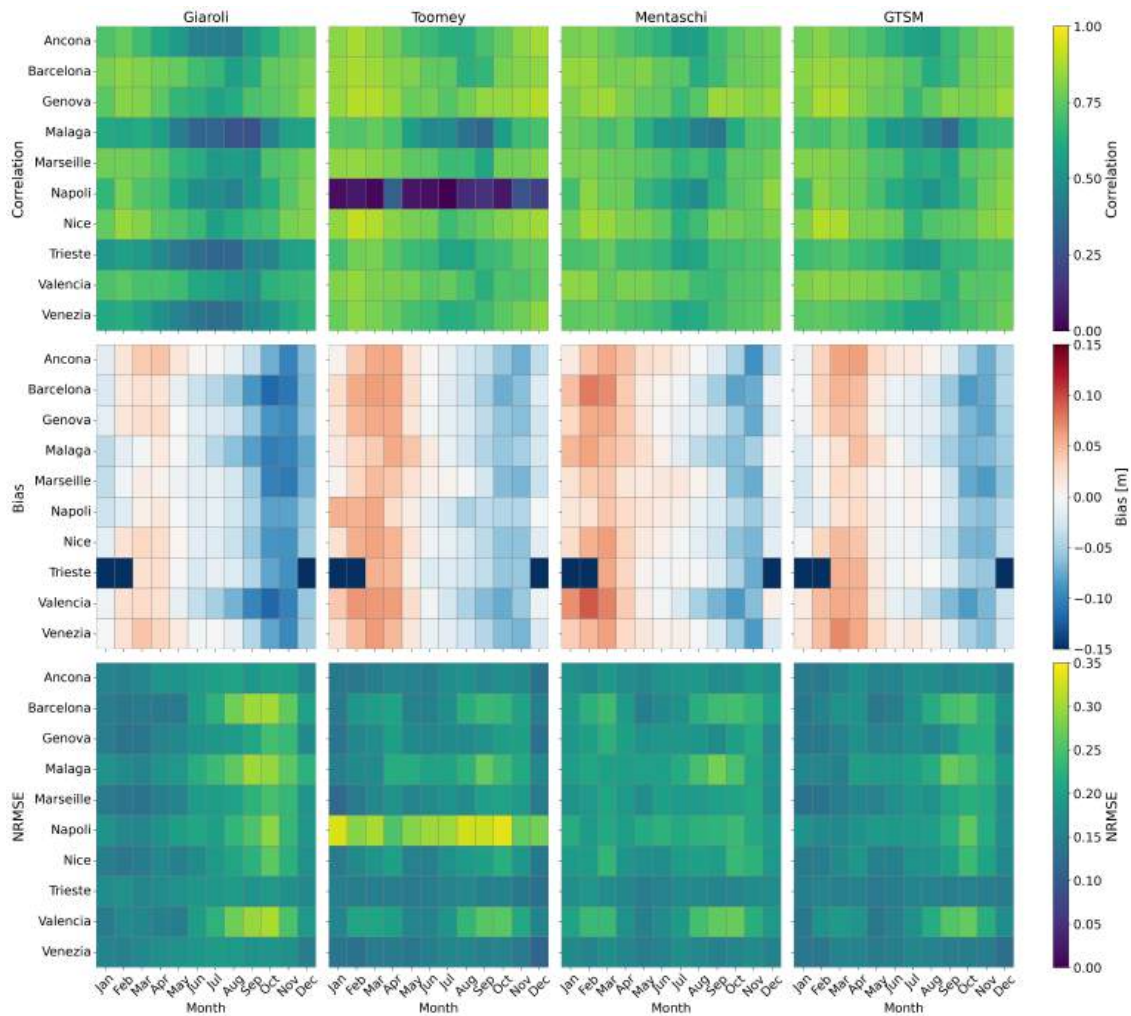 Giaroli Toomey Mentaschi GTSM
Correlation
Ancona
Barcelona
Genova
Malaga
Marseille
Napoli
Nice
Trieste
Valencia
Venezia
1.00
0.75
0.50
0.25
0.00
Correlation
Bias
Ancona
Barcelona
Genova
Malaga
Marseille
Napoli
Nice
Trieste
Valencia
Venezia
0.15
0.10
0.05
0.00
−0.05
−0.10
−0.15
Bias [m]
NRMSE
Ancona
Barcelona
Genova
Malaga
Marseille
Napoli
Nice
Trieste
Valencia
Venezia
0.35
0.30
0.25
0.20
0.15
0.10
0.05
0.00
NRMSE
Jan Feb Mar Apr May Jun Jul Aug Sep Oct Nov Dec Jan Feb Mar Apr May Jun Jul Aug Sep Oct Nov Dec Jan Feb Mar Apr May Jun Jul Aug Sep Oct Nov Dec Jan Feb Mar Apr May Jun Jul Aug Sep Oct Nov Dec
Month Month Month Month